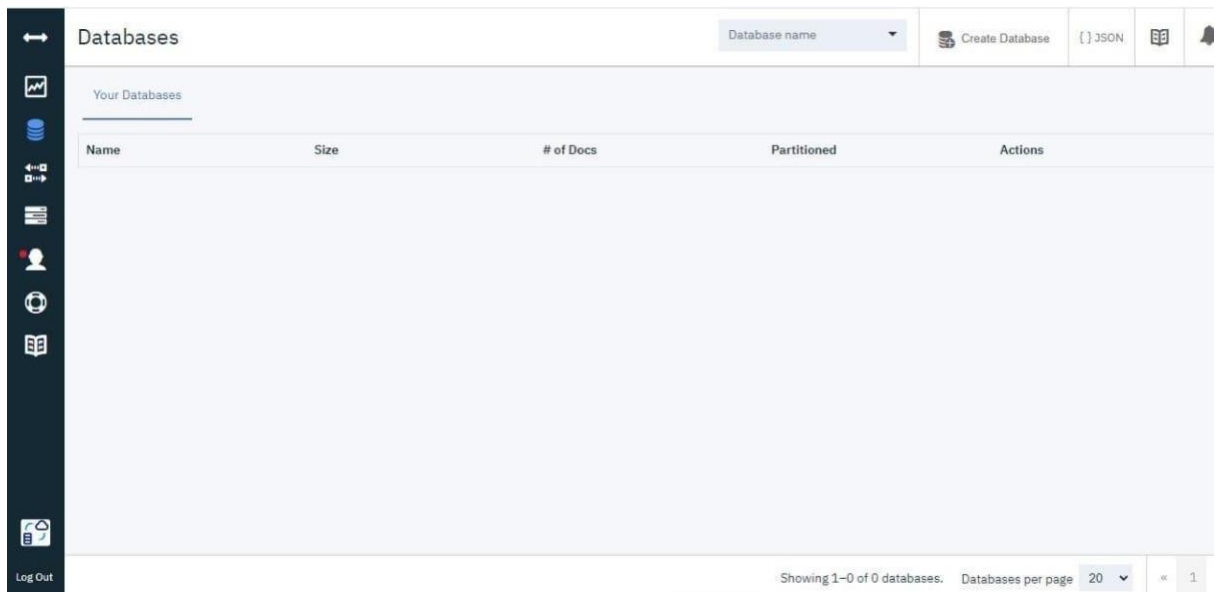 Databases
Database name
Create Database
{ } JSON
Your Databases
Name Size # of Docs Partitioned Actions
Showing 1–0 of 0 databases. Databases per page 20 « 1
Log Out